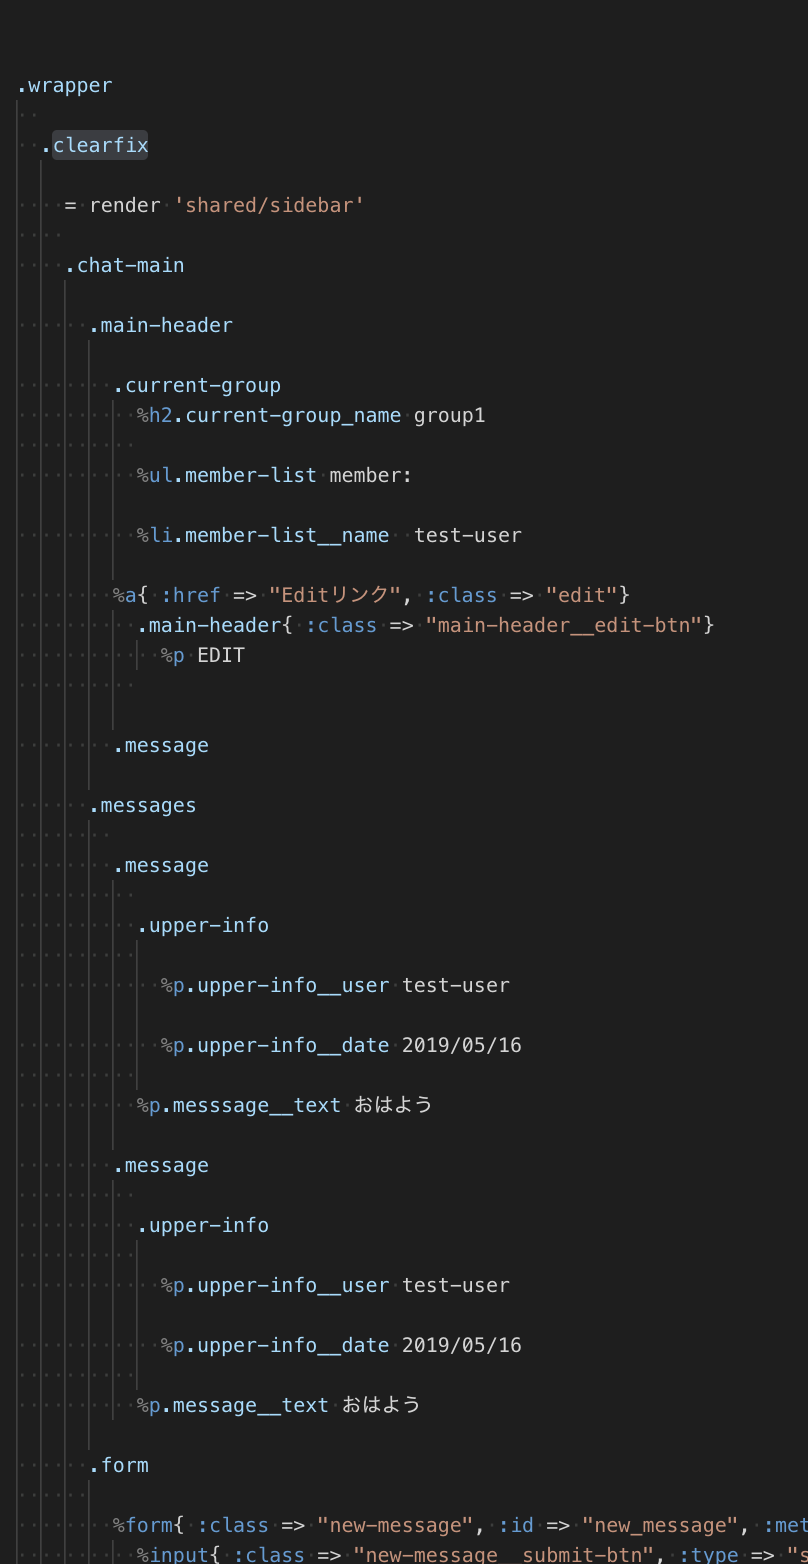 .wrapper
.clearfix
= render 'shared/sidebar'
.chat-main
.main-header
.current-group
%h2.current-group_name group1
%ul.member-list member:
%li.member-list__name  test-user
%a{ :href => "Editリンク", :class => "edit"}
.main-header{ :class => "main-header__edit-btn"}
%p EDIT
.message
.messages
.message
.upper-info
%p.upper-info__user test-user
%p.upper-info__date 2019/05/16
%p.messsage__text おはよう
.message
.upper-info
%p.upper-info__user test-user
%p.upper-info__date 2019/05/16
%p.message__text おはよう
.form
%form{ :class => "new-message", :id => "new_message", :met
%input{ :class => "new-message__submit-btn", :type => "s